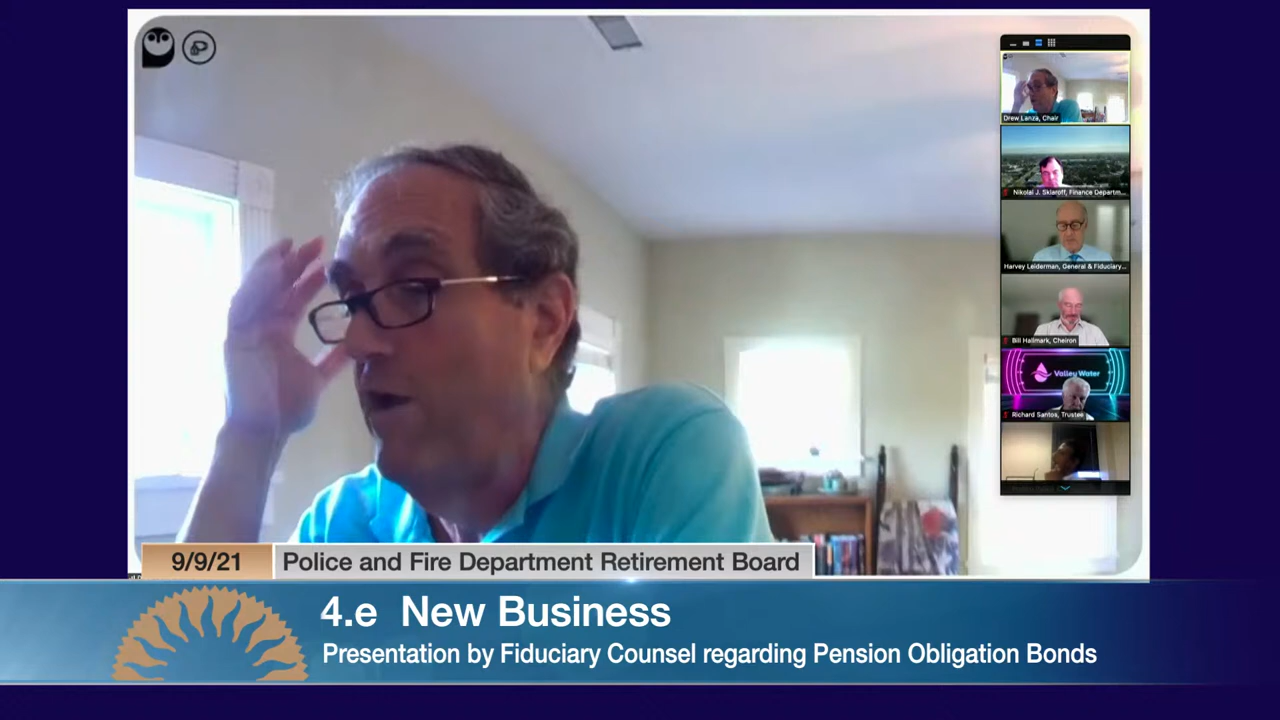 Drew Lanza, Chair
Nikolai J. Sklaroff, Finance Departm...
Harvey Leiderman, General & Fiduciary...
Bill Hallmark, Cheiron
Valley Water
Richard Santos, Trustee
9/9/21
Police and Fire Department Retirement Board
4.e New Business
Presentation by Fiduciary Counsel regarding Pension Obligation Bonds